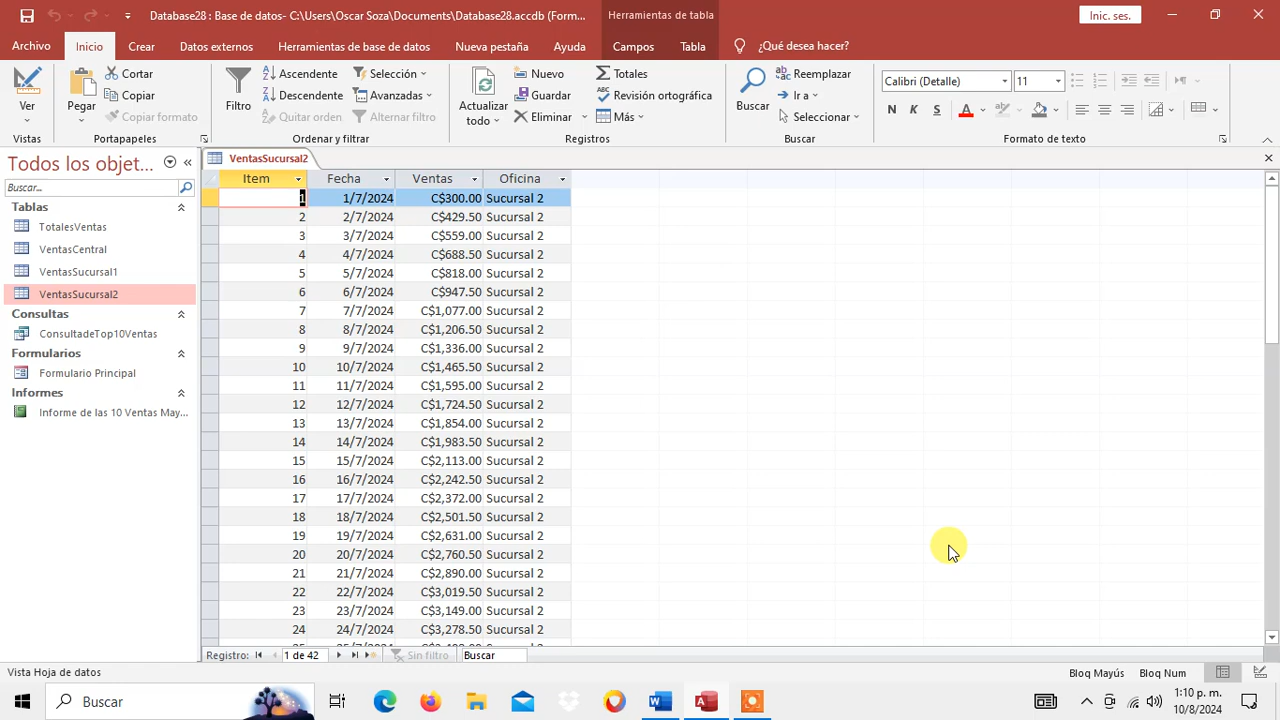 Database28 : Base de datos- C:\Users\Oscar Soza\Documents\Database28.accdb (Form...
Herramientas de tabla
Inic. ses.
Archivo Inicio Crear Datos externos Herramientas de base de datos Nueva pestaña Ayuda Campos Tabla ¿Qué desea hacer?
Ver
Vistas
Pegar
Cortar
Copiar
Copiar formato
Portapapeles
Filtro
Ascendente
Descendente
Quitar orden
Selección
Avanzadas
Alternar filtro
Ordenar y filtrar
Actualizar todo
Nuevo
Guardar
Eliminar
Totales
Revisión ortográfica
Más
Registros
Buscar
Reemplazar
Ir a
Seleccionar
Buscar
Calibri (Detalle) 11
N K S A
Formato de texto
Todos los objet...
Buscar...
Tablas
TotalesVentas
VentasCentral
VentasSucursal1
VentasSucursal2
Consultas
ConsultadeTop10Ventas
Formularios
Formulario Principal
Informes
Informe de las 10 Ventas May...
VentasSucursal2
Item Fecha Ventas Oficina
1 1/7/2024 C$300.00 Sucursal 2
2 2/7/2024 C$429.50 Sucursal 2
3 3/7/2024 C$559.00 Sucursal 2
4 4/7/2024 C$688.50 Sucursal 2
5 5/7/2024 C$818.00 Sucursal 2
6 6/7/2024 C$947.50 Sucursal 2
7 7/7/2024 C$1,077.00 Sucursal 2
8 8/7/2024 C$1,206.50 Sucursal 2
9 9/7/2024 C$1,336.00 Sucursal 2
10 10/7/2024 C$1,465.50 Sucursal 2
11 11/7/2024 C$1,595.00 Sucursal 2
12 12/7/2024 C$1,724.50 Sucursal 2
13 13/7/2024 C$1,854.00 Sucursal 2
14 14/7/2024 C$1,983.50 Sucursal 2
15 15/7/2024 C$2,113.00 Sucursal 2
16 16/7/2024 C$2,242.50 Sucursal 2
17 17/7/2024 C$2,372.00 Sucursal 2
18 18/7/2024 C$2,501.50 Sucursal 2
19 19/7/2024 C$2,631.00 Sucursal 2
20 20/7/2024 C$2,760.50 Sucursal 2
21 21/7/2024 C$2,890.00 Sucursal 2
22 22/7/2024 C$3,019.50 Sucursal 2
23 23/7/2024 C$3,149.00 Sucursal 2
24 24/7/2024 C$3,278.50 Sucursal 2
Registro: 1 de 42 Sin filtro Buscar
Vista Hoja de datos
Bloq Mayús Bloq Num
Buscar
1:10 p. m.
10/8/2024